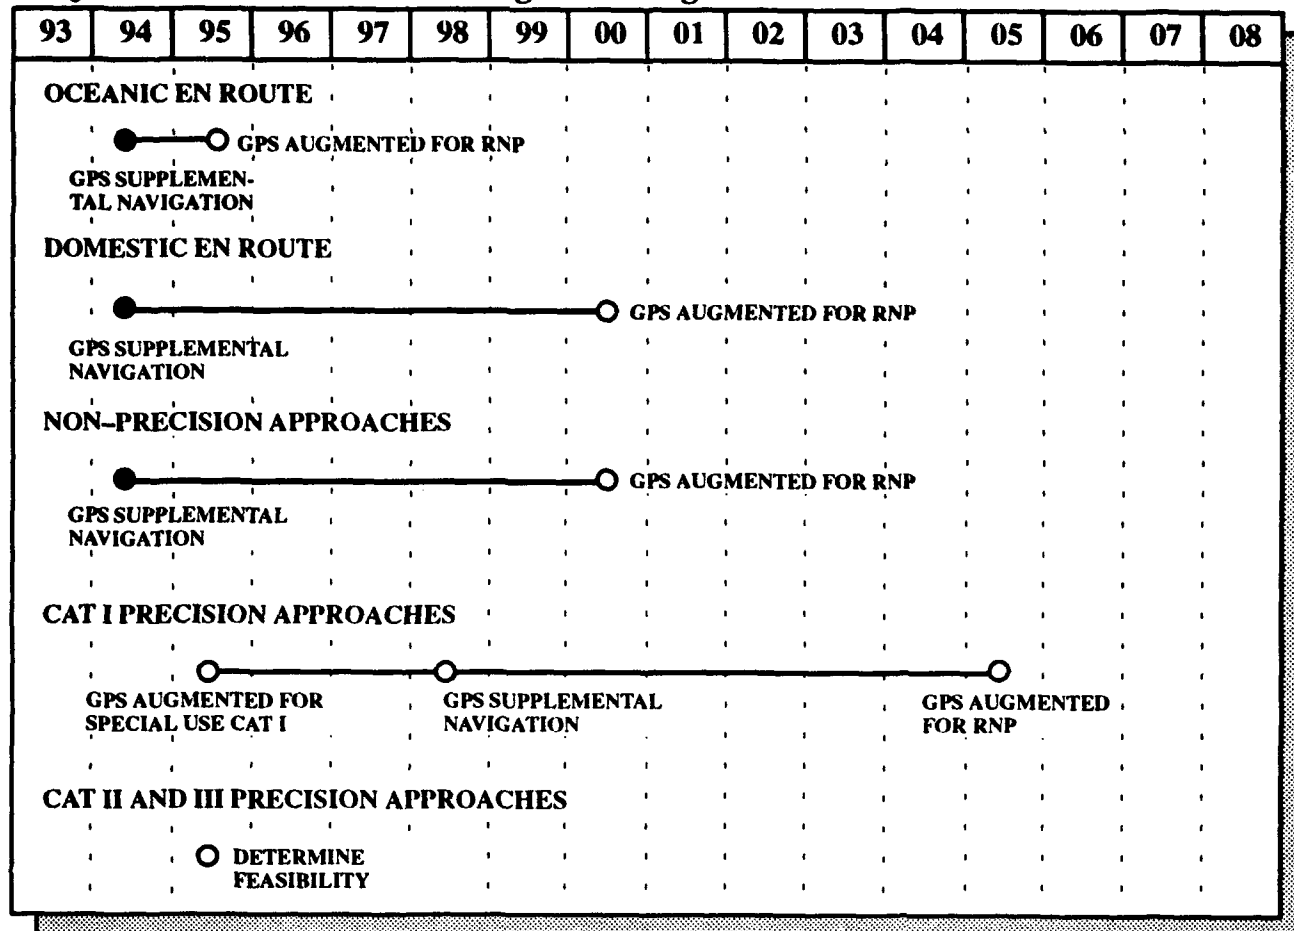 93 94 95 96 97 98 99 00 01 02 03 04 05 06 07 08
OCEANIC EN ROUTE
GPS AUGMENTED FOR RNP
GPS SUPPLEMEN-
TAL NAVIGATION
DOMESTIC EN ROUTE
GPS AUGMENTED FOR RNP
GPS SUPPLEMENTAL
NAVIGATION
NON-PRECISION APPROACHES
GPS AUGMENTED FOR RNP
GPS SUPPLEMENTAL
NAVIGATION
CAT I PRECISION APPROACHES
GPS AUGMENTED FOR
SPECIAL USE CAT I
GPS SUPPLEMENTAL
NAVIGATION
GPS AUGMENTED
FOR RNP
CAT II AND III PRECISION APPROACHES
DETERMINE
FEASIBILITY